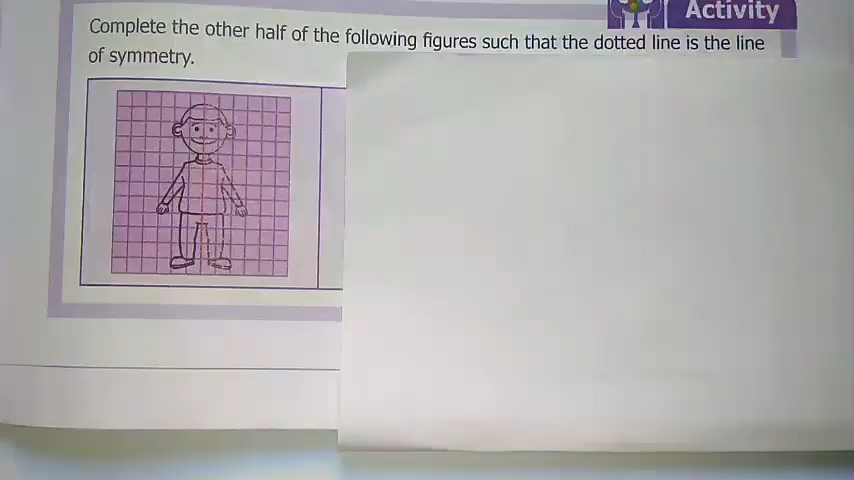 Activity
Complete the other half of the following figures such that the dotted line is the line
of symmetry.